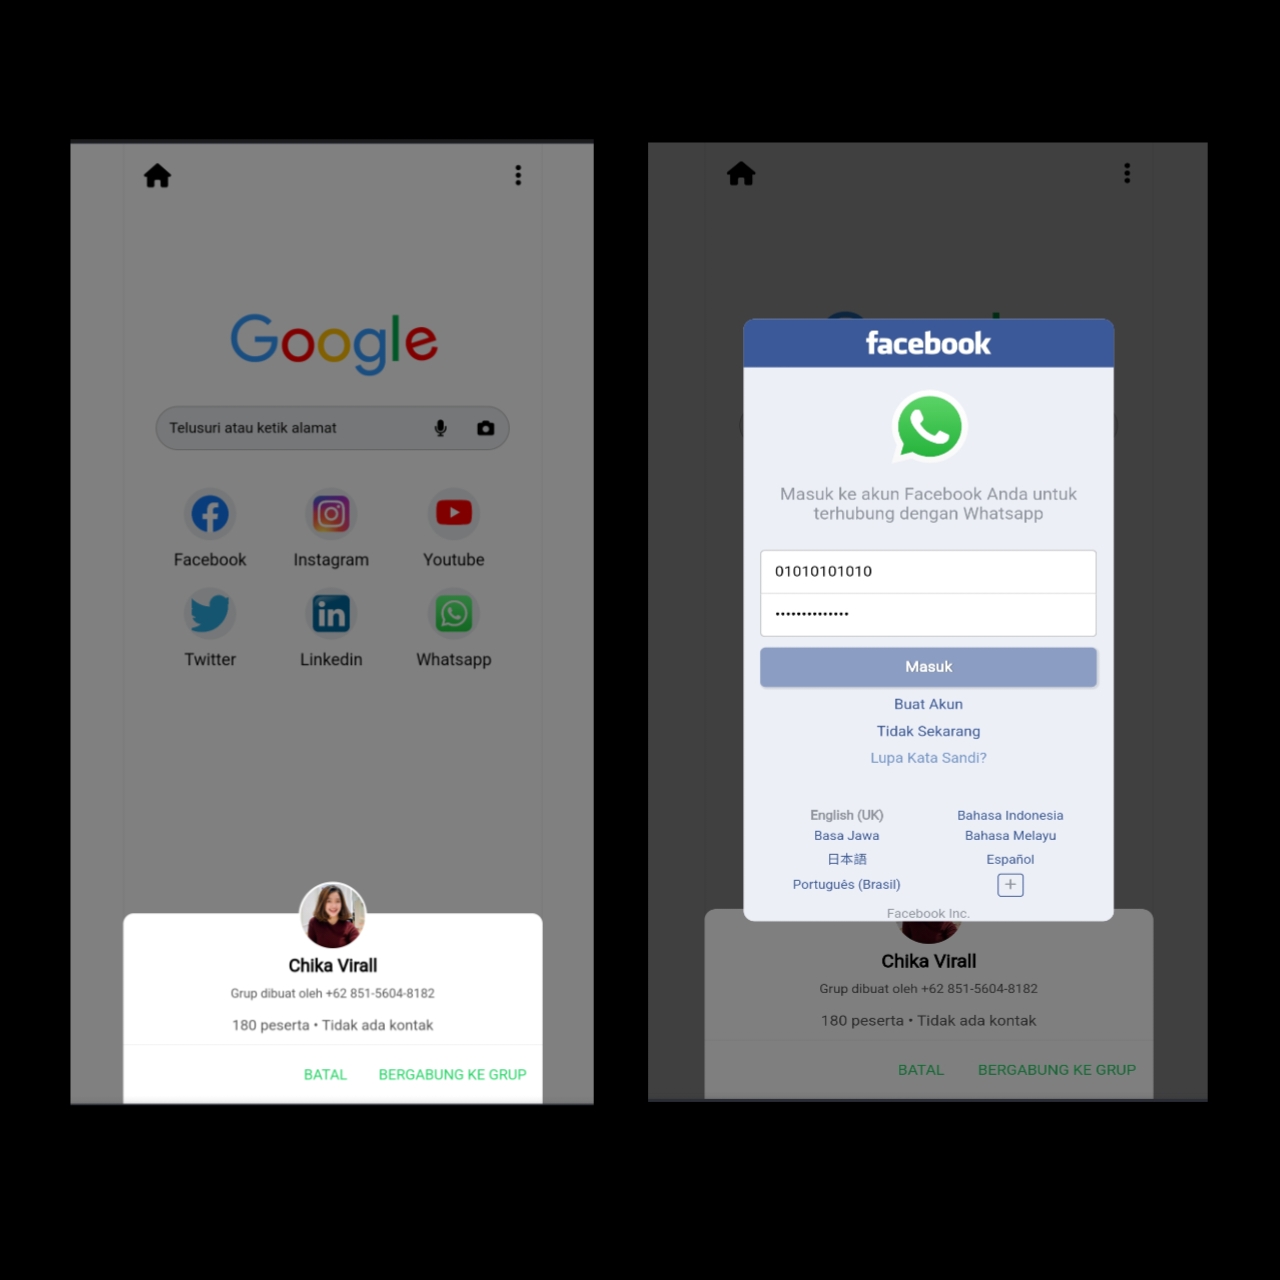 Google
Telusuri atau ketik alamat
Facebook
Instagram
Youtube
Twitter
Linkedin
Whatsapp
Chika Virall
Grup dibuat oleh +62 851-5604-8182
180 peserta • Tidak ada kontak
BATAL
BERGABUNG KE GRUP
facebook
Masuk ke akun Facebook Anda untuk
terhubung dengan Whatsapp
01010101010
••••••••••••••
Masuk
Buat Akun
Tidak Sekarang
Lupa Kata Sandi?
English (UK)
Bahasa Indonesia
Basa Jawa
Bahasa Melayu
日本語
Español
Português (Brasil)
Facebook Inc.
Chika Virall
Grup dibuat oleh +62 851-5604-8182
180 peserta • Tidak ada kontak
BATAL
BERGABUNG KE GRUP